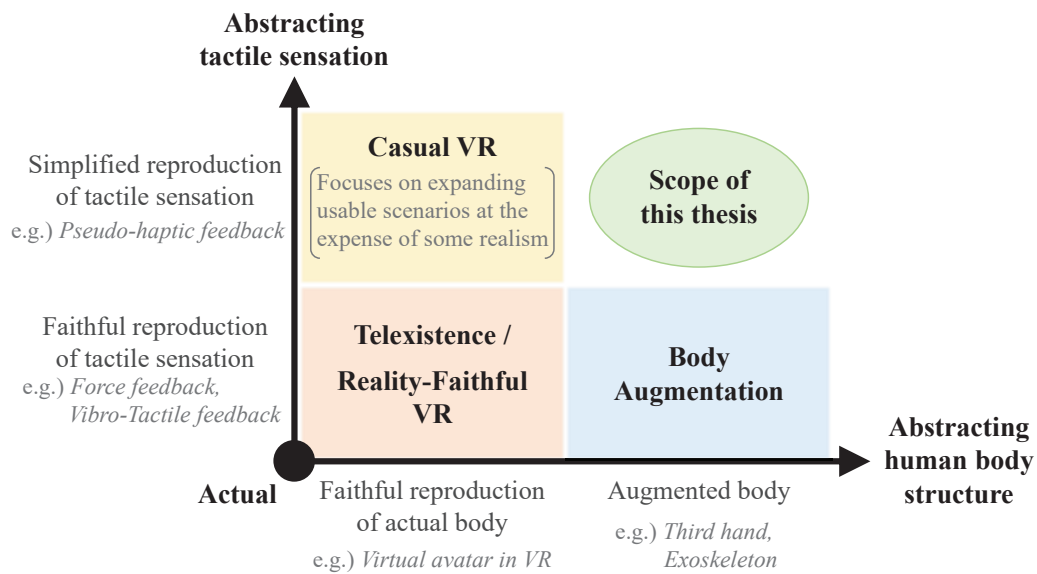 Abstracting
tactile sensation
Simplified reproduction
of tactile sensation
e.g.) Pseudo-haptic feedback
Casual VR
Focuses on expanding
usable scenarios at the
expense of some realism
Scope of
this thesis
Faithful reproduction
of tactile sensation
e.g.) Force feedback,
Vibro-Tactile feedback
Telexistence /
Reality-Faithful
VR
Body
Augmentation
Abstracting
human body
structure
Actual
Faithful reproduction
of actual body
e.g.) Virtual avatar in VR
Augmented body
e.g.) Third hand,
Exoskeleton